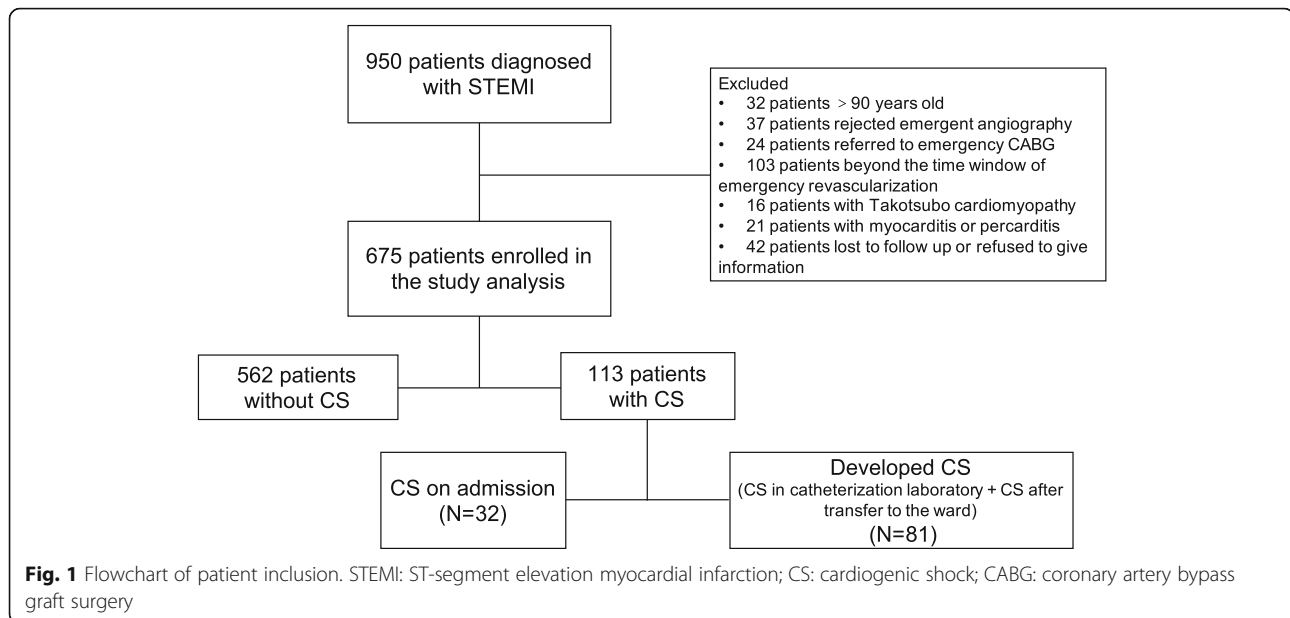 950 patients diagnosed
with STEMI
Excluded
• 32 patients > 90 years old
• 37 patients rejected emergent angiography
• 24 patients referred to emergency CABG
• 103 patients beyond the time window of
emergency revascularization
• 16 patients with Takotsubo cardiomyopathy
• 21 patients with myocarditis or percarditis
• 42 patients lost to follow up or refused to give
information
675 patients enrolled in
the study analysis
562 patients
without CS
113 patients
with CS
CS on admission
(N=32)
Developed CS
(CS in catheterization laboratory + CS after
transfer to the ward)
(N=81)
Fig. 1 Flowchart of patient inclusion. STEMI: ST-segment elevation myocardial infarction; CS: cardiogenic shock; CABG: coronary artery bypass
graft surgery